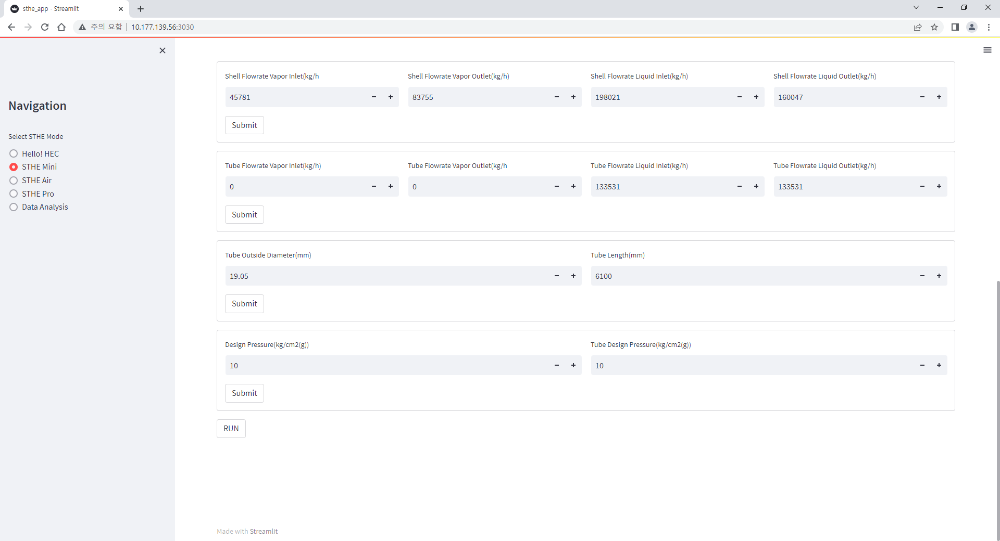 sthe_app · Streamlit
주의 요함 | 10.177.139.56:3030
Navigation
Select STHE Mode
Hello! HEC
STHE Mini
STHE Air
STHE Pro
Data Analysis
Shell Flowrate Vapor Inlet(kg/h
Shell Flowrate Vapor Outlet(kg/h)
Shell Flowrate Liquid Inlet(kg/h)
Shell Flowrate Liquid Outlet(kg/h)
45781
83755
198021
160047
Submit
Tube Flowrate Vapor Inlet(kg/h)
Tube Flowrate Vapor Outlet(kg/h
Tube Flowrate Liquid Inlet(kg/h)
Tube Flowrate Liquid Outlet(kg/h)
0
0
133531
133531
Submit
Tube Outside Diameter(mm)
Tube Length(mm)
19.05
6100
Submit
Design Pressure(kg/cm2(g))
Tube Design Pressure(kg/cm2(g))
10
10
Submit
RUN
Made with Streamlit